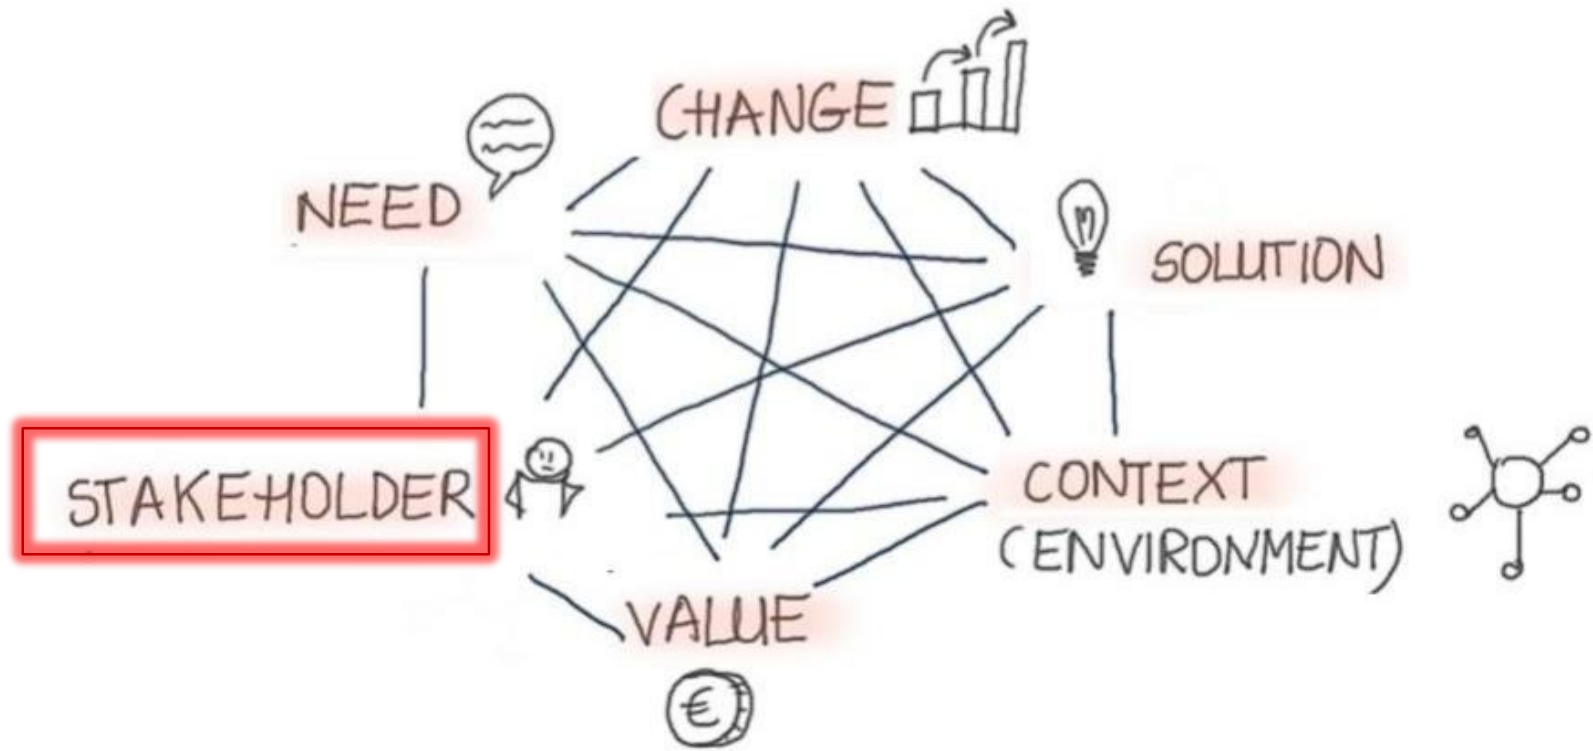 CHANGE
NEED
SOLUTION
STAKEHOLDER
CONTEXT
(ENVIRONMENT)
VALUE
€